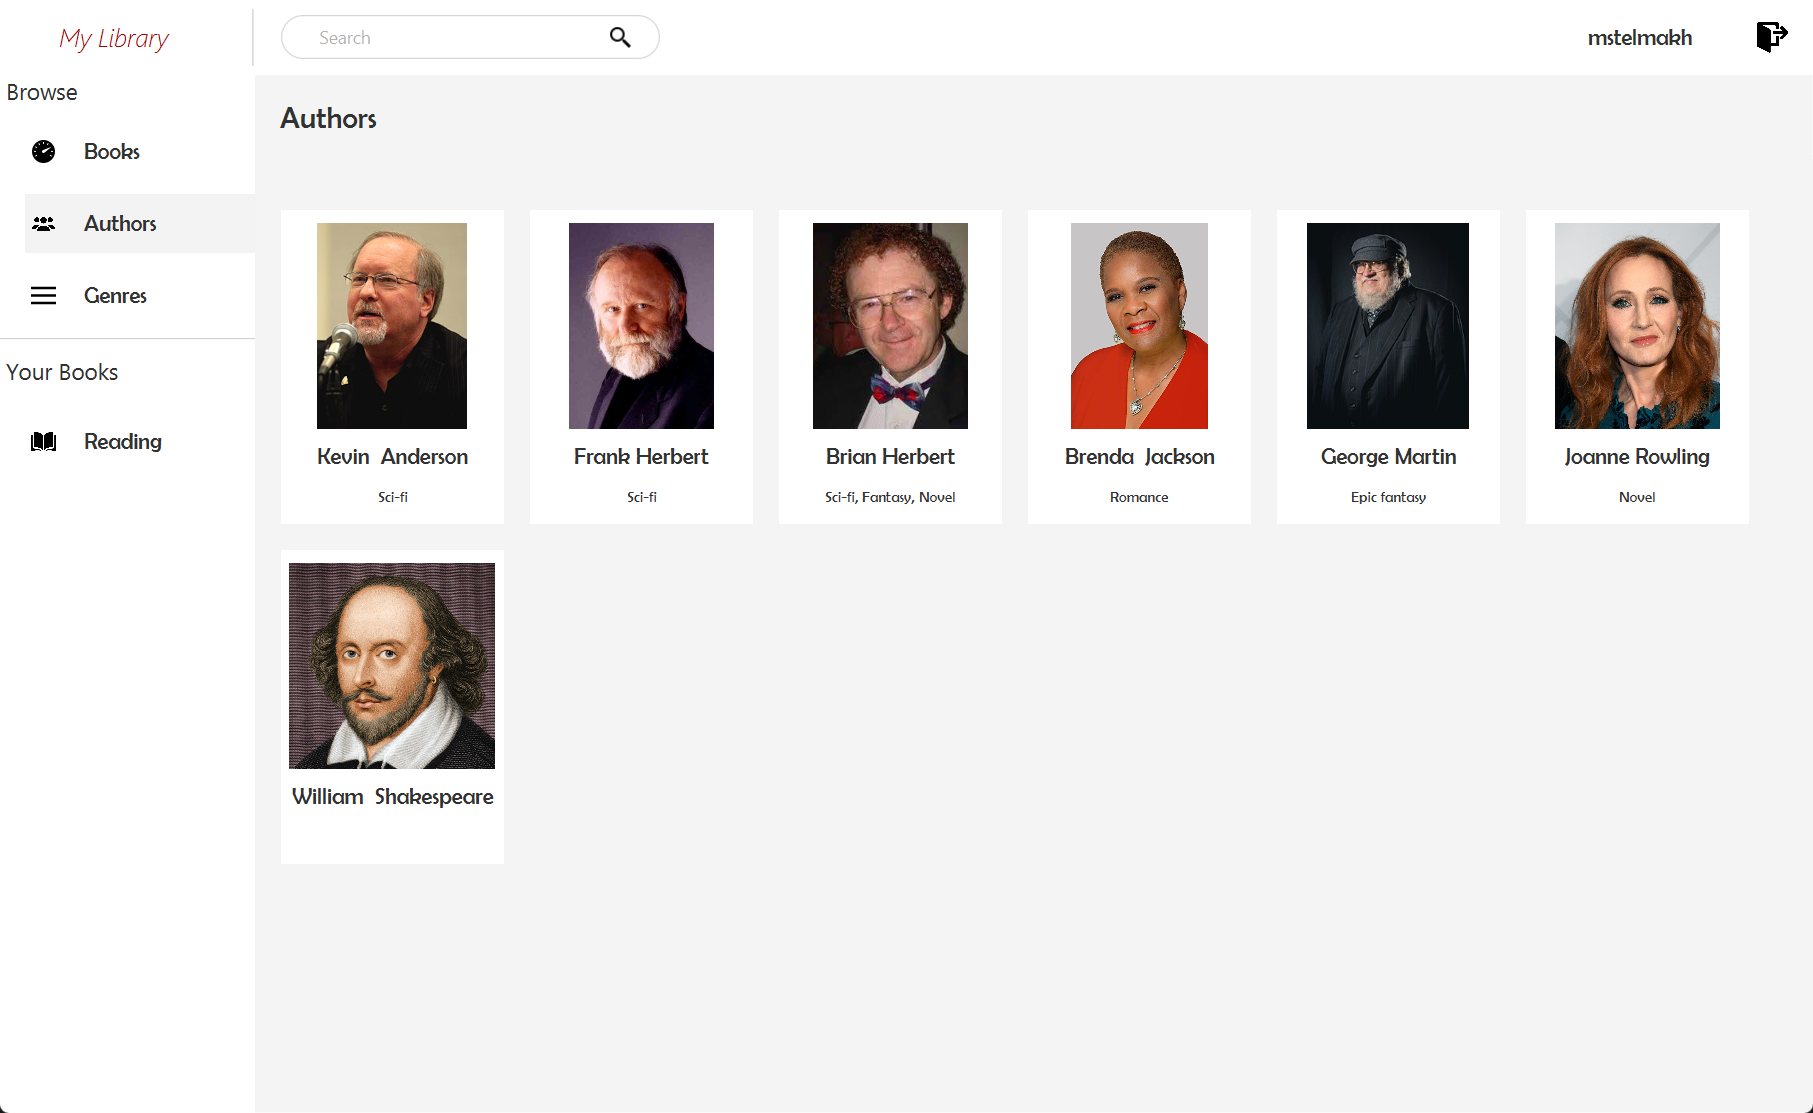 My Library
Search
mstelmakh
Browse
Books
Authors
Genres
Your Books
Reading
Authors
Kevin  Anderson
Sci-fi
Frank Herbert
Sci-fi
Brian Herbert
Sci-fi, Fantasy, Novel
Brenda  Jackson
Romance
George Martin
Epic fantasy
Joanne Rowling
Novel
William  Shakespeare